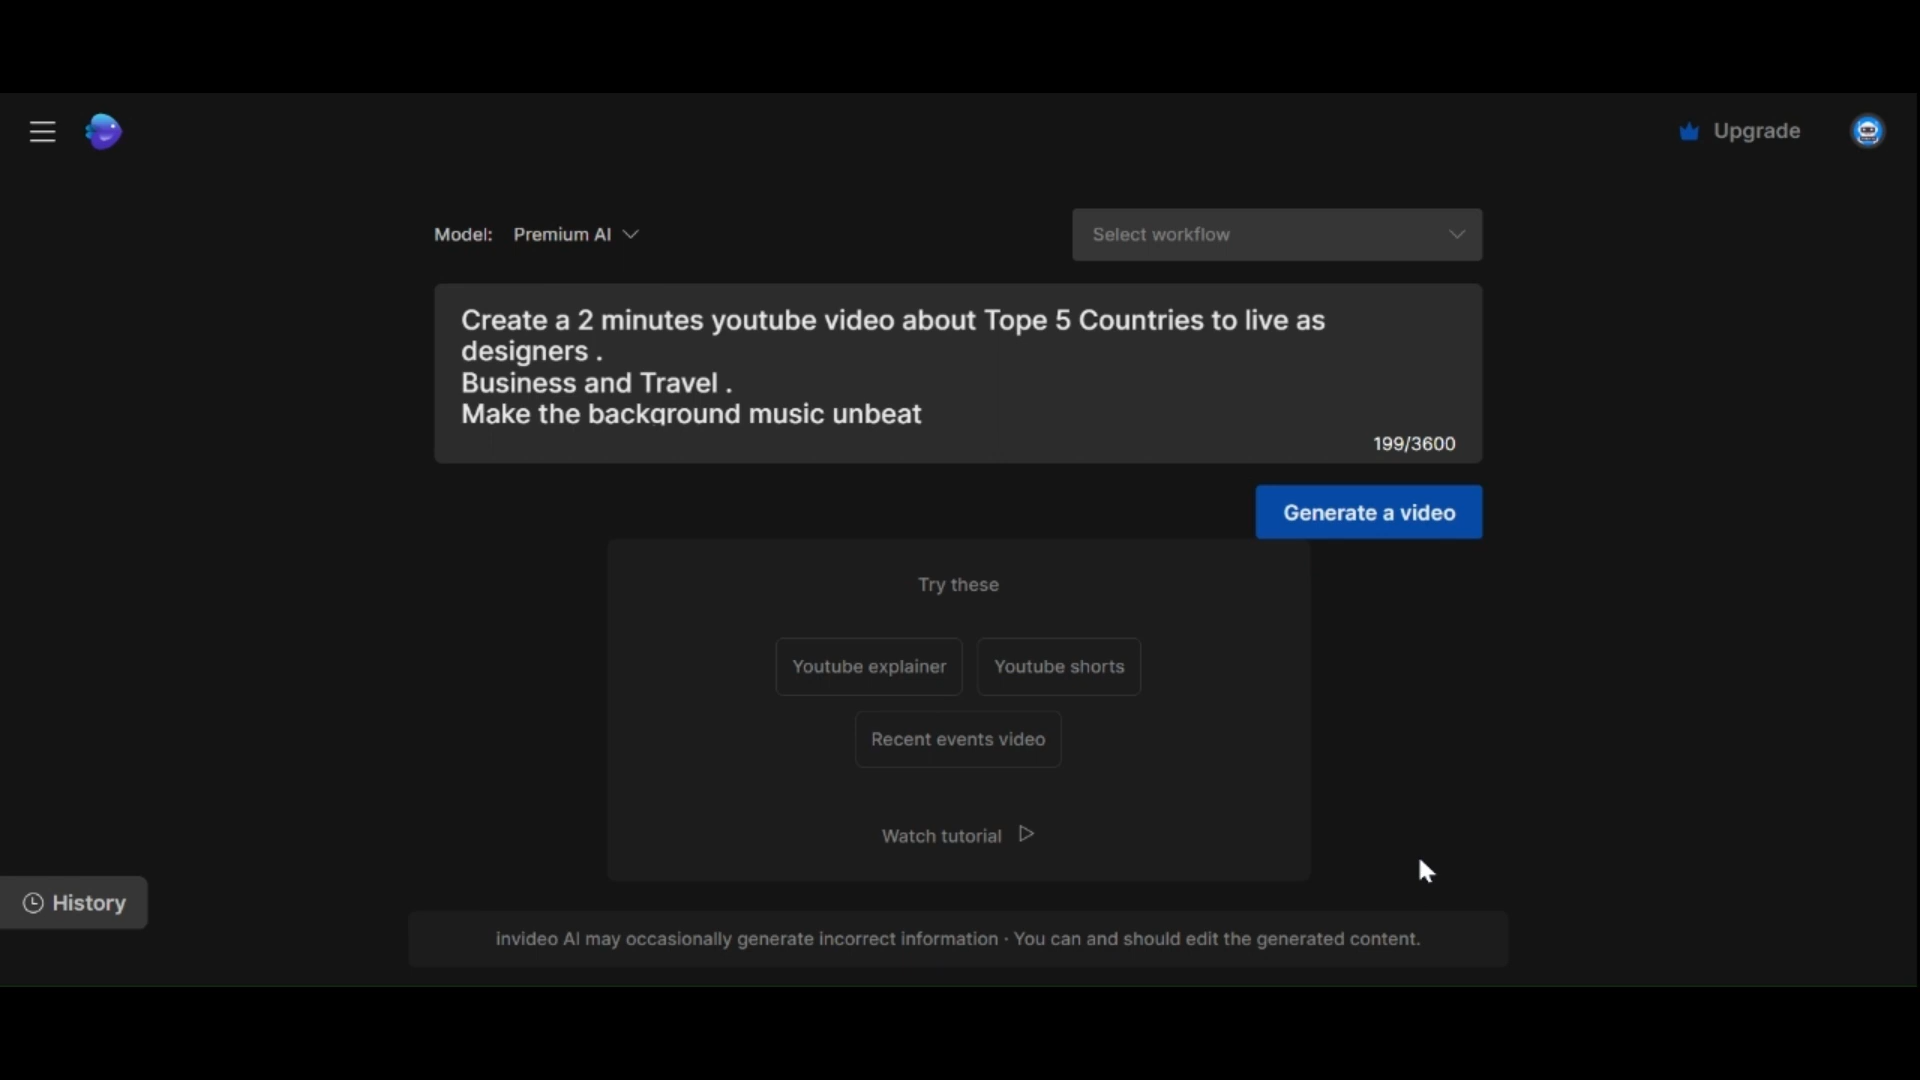 Upgrade
Model: Premium AI
Select workflow
Create a 2 minutes youtube video about Tope 5 Countries to live as
designers .
Business and Travel .
Make the background music unbeat
199/3600
Generate a video
Try these
Youtube explainer
Youtube shorts
Recent events video
Watch tutorial
History
invideo AI may occasionally generate incorrect information · You can and should edit the generated content.